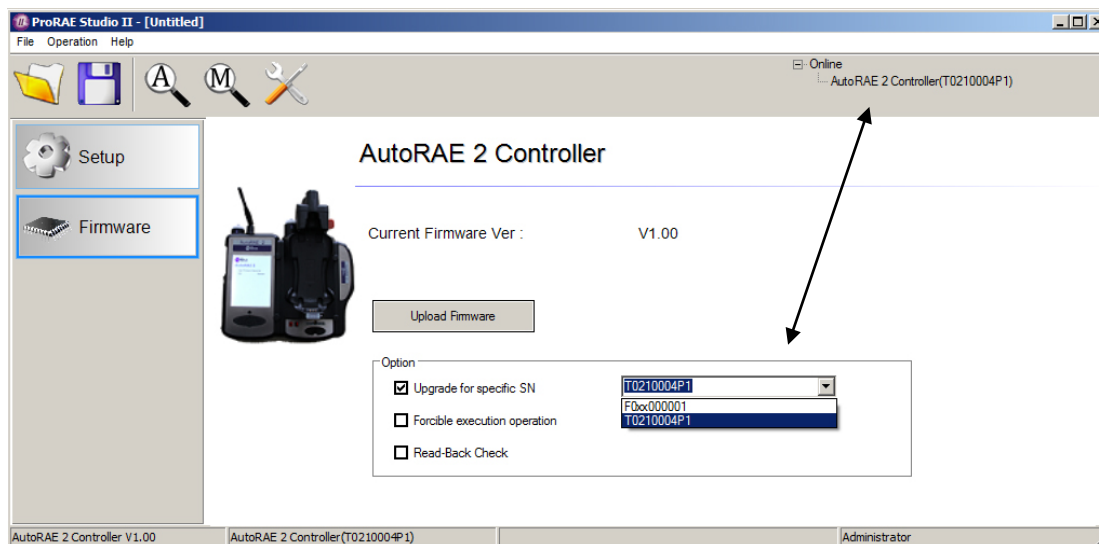 ProRAE Studio II - [Untitled]
File Operation Help
A
M
Online
AutoRAE 2 Controller(T0210004P1)
Setup
Firmware
AutoRAE 2 Controller
Current Firmware Ver : V1.00
Upload Firmware
Option
Upgrade for specific SN T0210004P1
F0xx000001
T0210004P1
Forcible execution operation
Read-Back Check
AutoRAE 2 Controller V1.00 AutoRAE 2 Controller(T0210004P1) Administrator